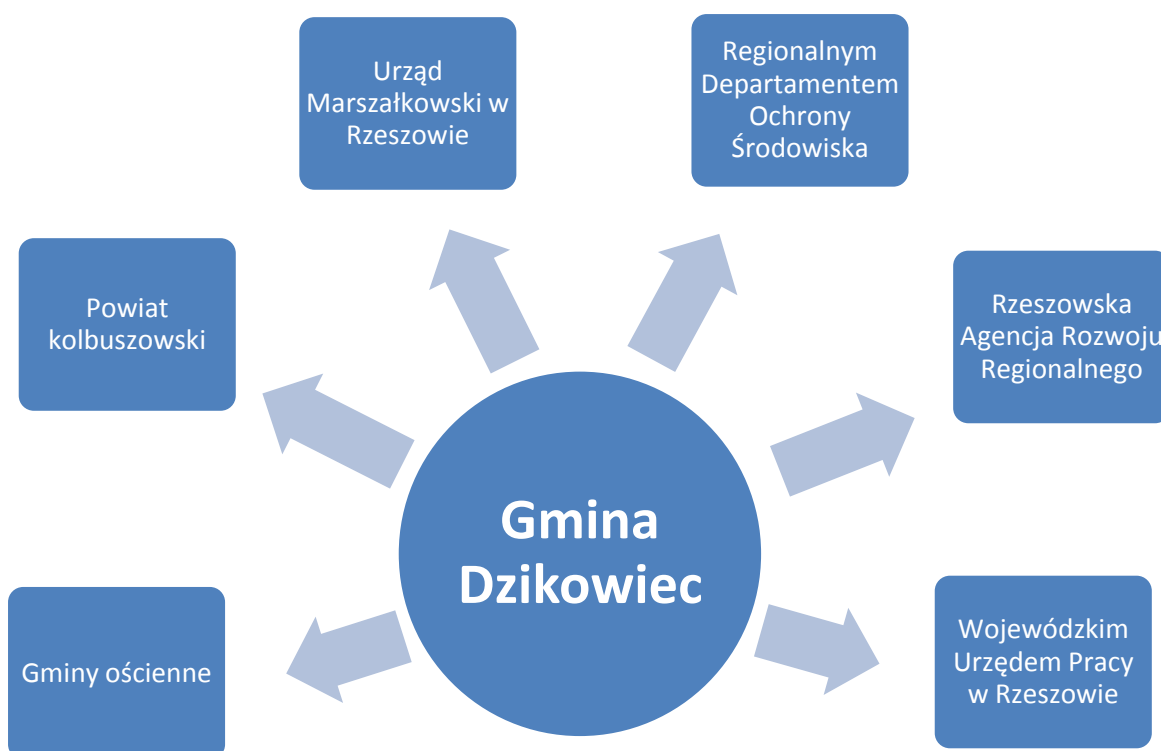 Urząd
Marszałkowski w
Rzeszowie
Regionalnym
Departamentem
Ochrony
Środowiska
Powiat
kolbuszowski
Rzeszowska
Agencja Rozwoju
Regionalnego
Gmina
Dzikowiec
Gminy ościenne
Wojewódzkim
Urzędem Pracy
w Rzeszowie